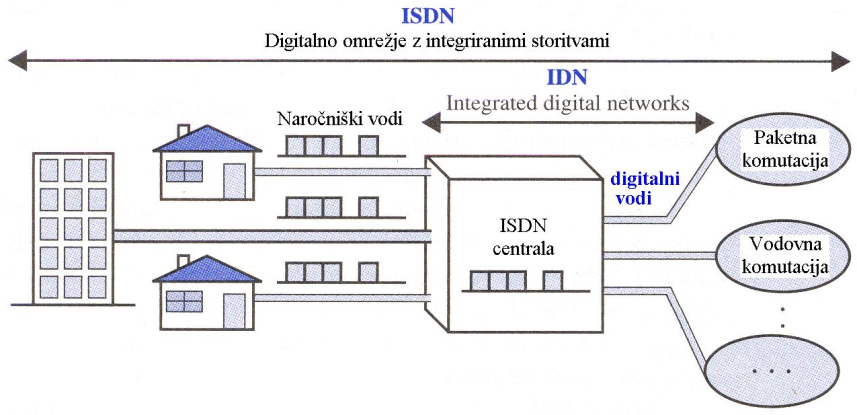 ISDN
Digitalno omrežje z integriranimi storitvami
IDN
Integrated digital networks
Naročniški vodi
digitalni
vodi
ISDN
centrala
Paketna
komutacija
Vodovna
komutacija
...